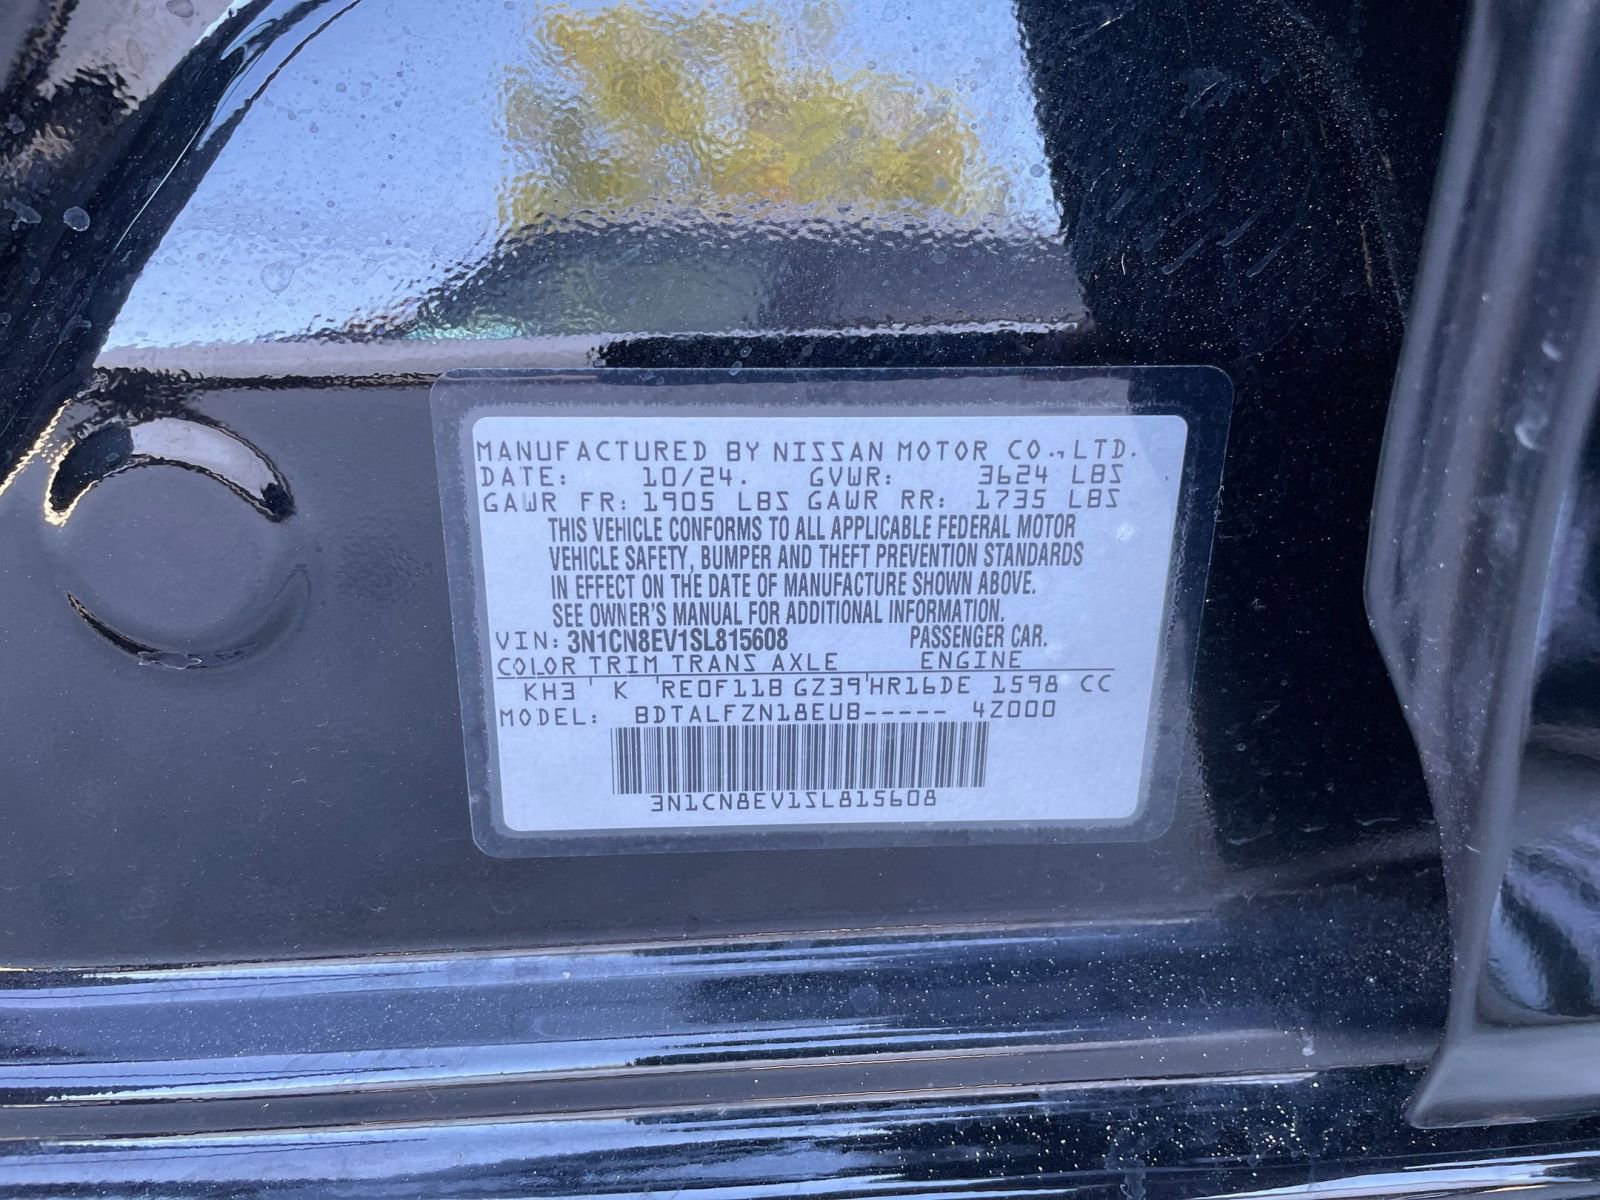 MANUFACTURED BY NISSAN MOTOR CO., LTD.
DATE: 10/24. GVWR: 3624 LBS
GAWR FR: 1905 LBS GAWR RR: 1735 LBS
THIS VEHICLE CONFORMS TO ALL APPLICABLE FEDERAL MOTOR
VEHICLE SAFETY, BUMPER AND THEFT PREVENTION STANDARDS
IN EFFECT ON THE DATE OF MANUFACTURE SHOWN ABOVE.
SEE OWNER'S MANUAL FOR ADDITIONAL INFORMATION.
VIN: 3N1CN8EV1SL815608 PASSENGER CAR.
COLOR TRIM TRANS AXLE ENGINE
KH3 ' K 'RE0F11B GZ39'HR16DE 1598 CC
MODEL: BDTALFZN18EUB----- 4Z000
3N1CN8EV1SL815608